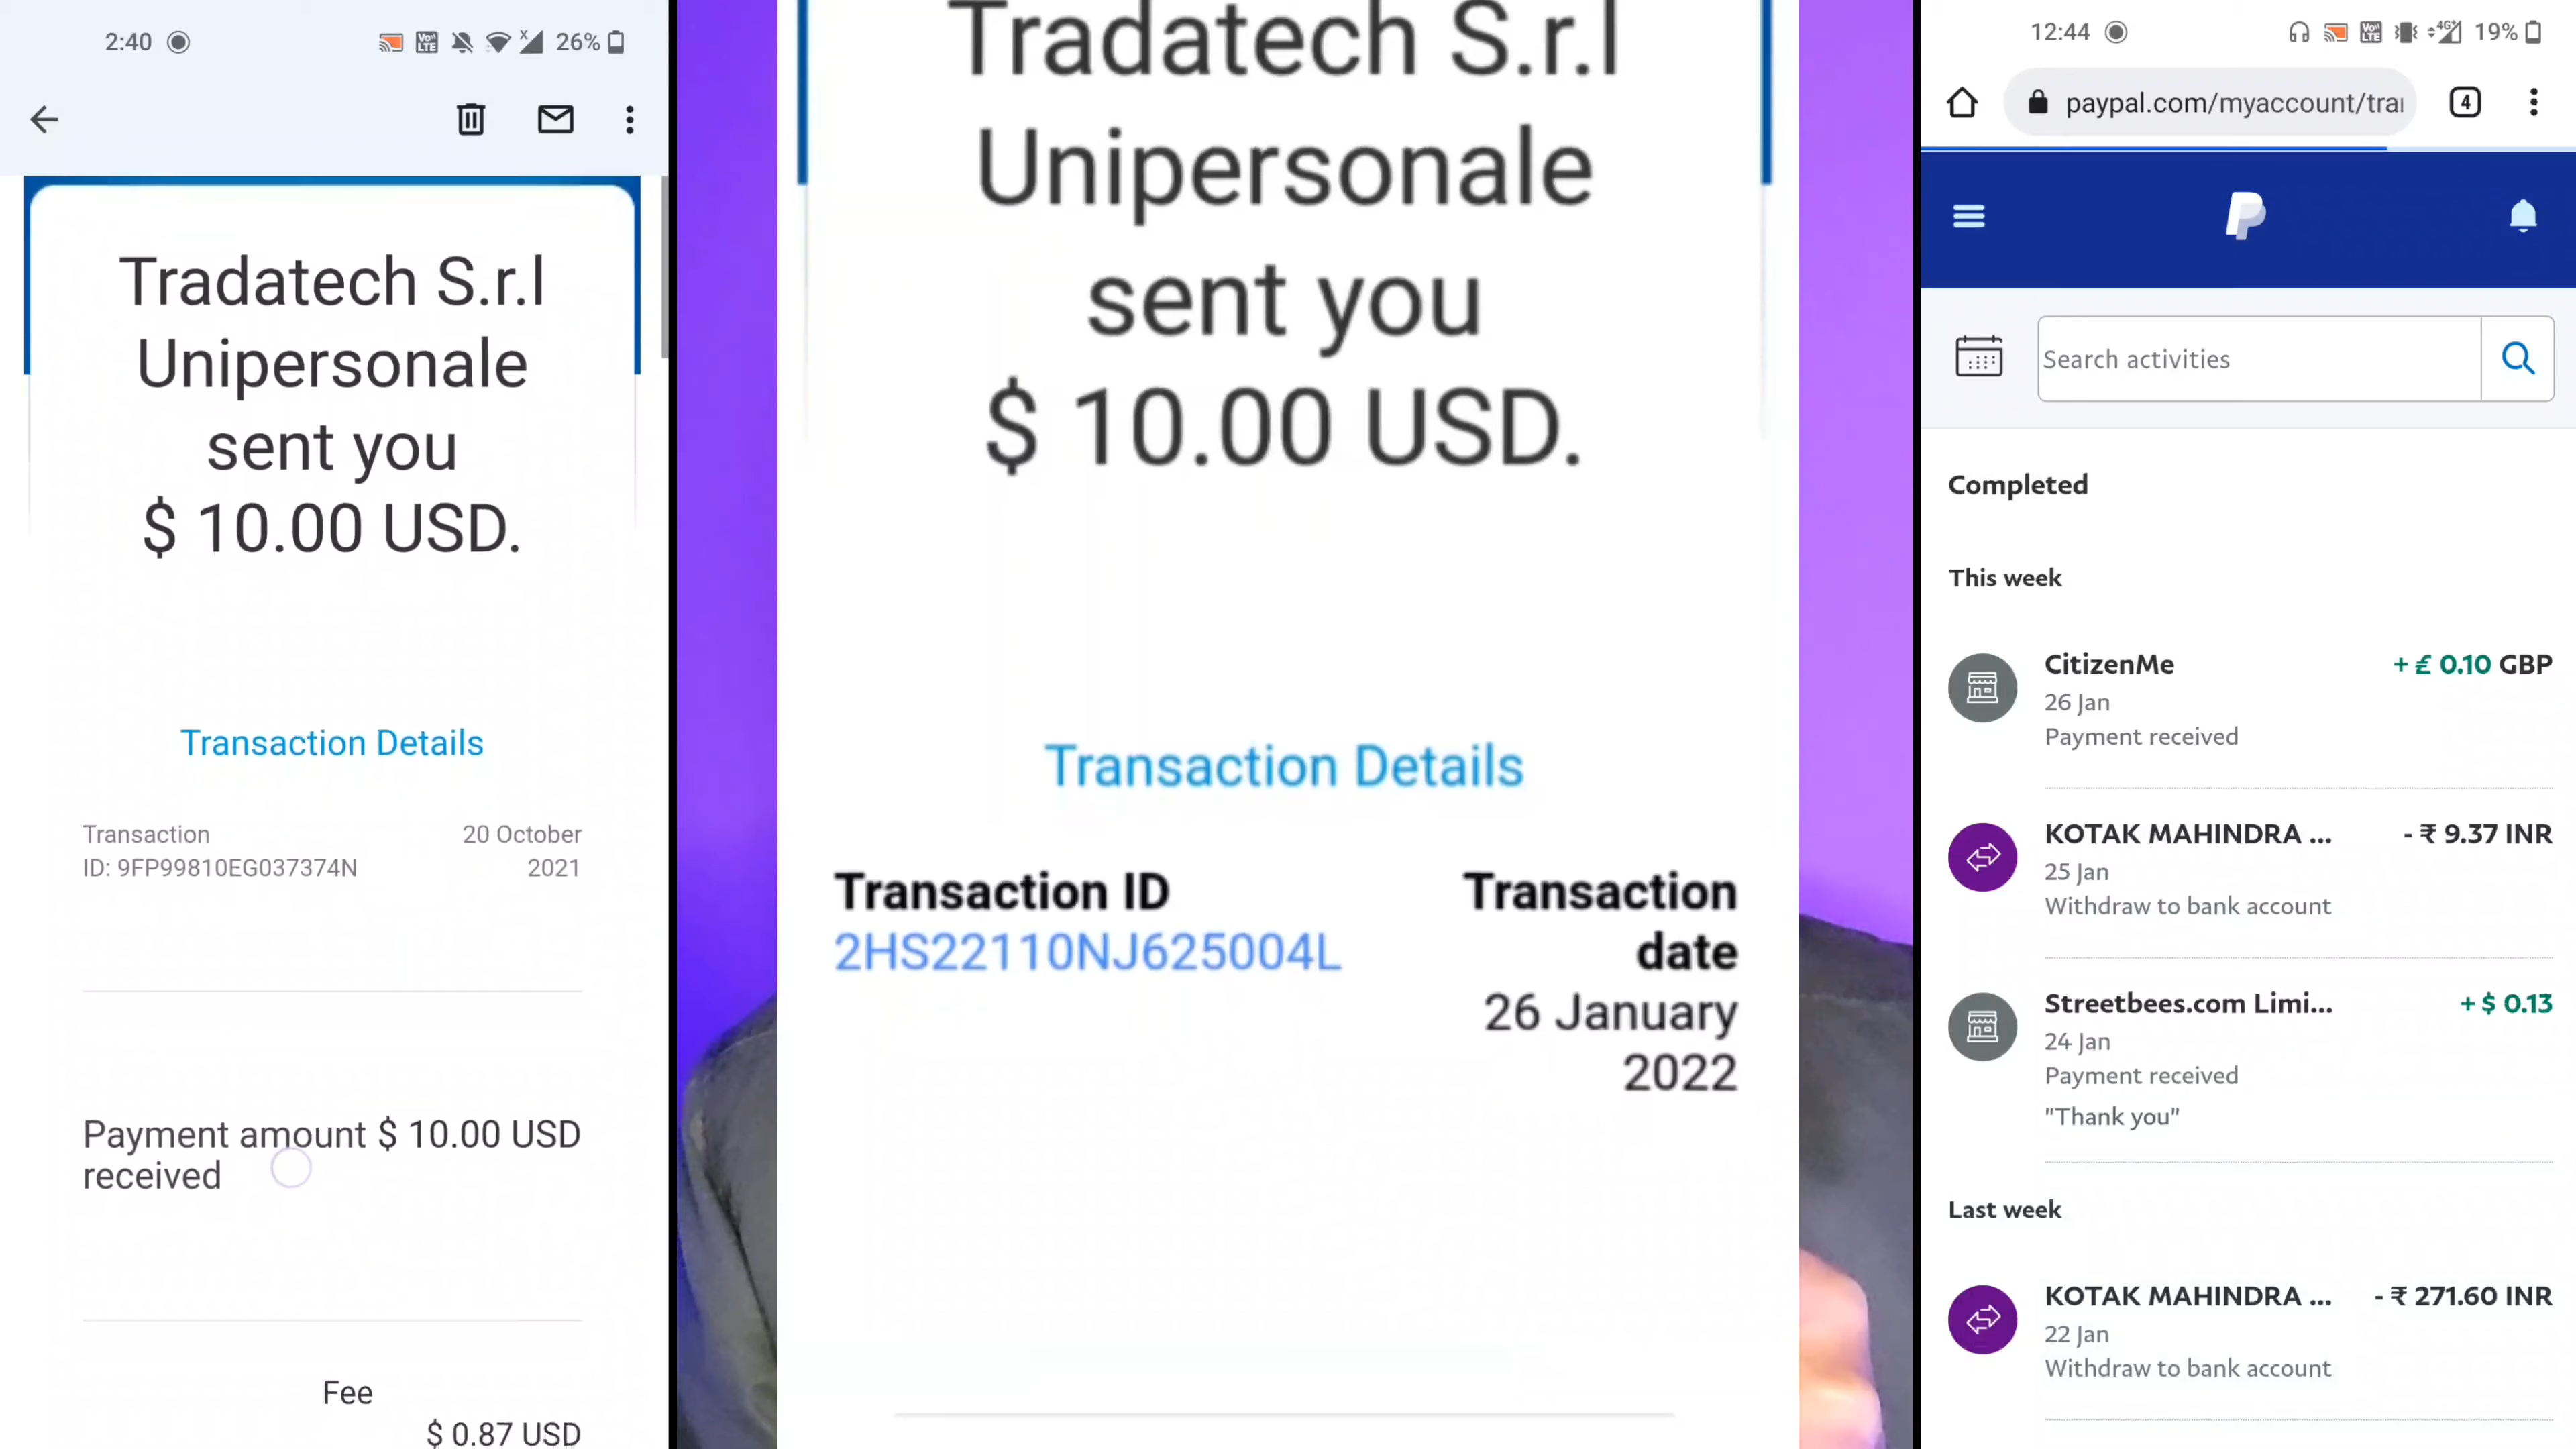 2:40
26%
Tradatech S.r.l
Unipersonale
sent you
$ 10.00 USD.
Transaction Details
Transaction
ID: 9FP99810EG037374N
20 October
2021
Payment amount $ 10.00 USD
received
Fee
$ 0.87 USD
Tradatech S.r.l
Unipersonale
sent you
$ 10.00 USD.
Transaction Details
Transaction ID
2HS22110NJ625004L
Transaction
date
26 January
2022
12:44
4G+
19%
paypal.com/myaccount/tra
4
Search activities
Completed
This week
CitizenMe
+ £ 0.10 GBP
26 Jan
Payment received
KOTAK MAHINDRA ...
- ₹ 9.37 INR
25 Jan
Withdraw to bank account
Streetbees.com Limi...
+ $ 0.13
24 Jan
Payment received
"Thank you"
Last week
KOTAK MAHINDRA ...
- ₹ 271.60 INR
22 Jan
Withdraw to bank account